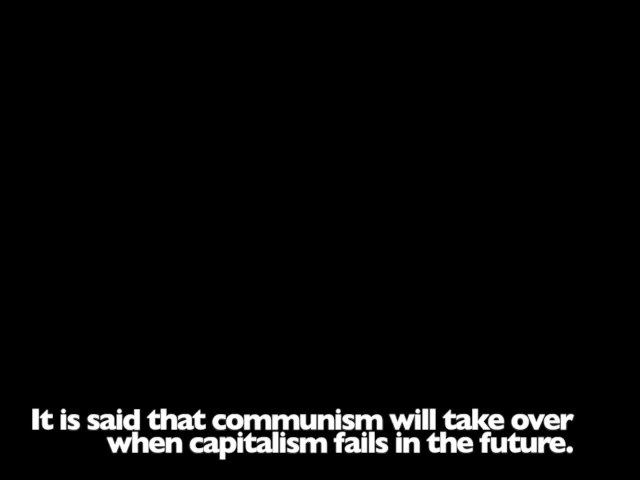 It is said that communism will take over
when capitalism fails in the future.